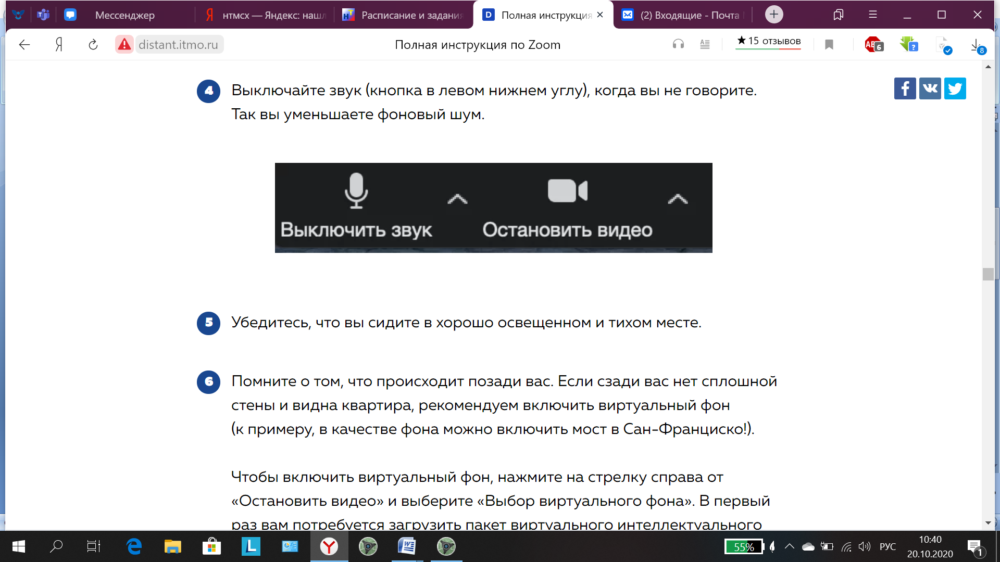 Мессенджер
нтмсх — Яндекс: нашл
Расписание и задания
Полная инструкция
(2) Входящие - Почта
distant.itmo.ru
Полная инструкция по Zoom
★15 отзывов
6
?
8
4
Выключайте звук (кнопка в левом нижнем углу), когда вы не говорите.
Так вы уменьшаете фоновый шум.
Выключить звук
Остановить видео
5
Убедитесь, что вы сидите в хорошо освещенном и тихом месте.
6
Помните о том, что происходит позади вас. Если сзади вас нет сплошной
стены и видна квартира, рекомендуем включить виртуальный фон
(к примеру, в качестве фона можно включить мост в Сан-Франциско!).
Чтобы включить виртуальный фон, нажмите на стрелку справа от
«Остановить видео» и выберите «Выбор виртуального фона». В первый
раз вам потребуется загрузить пакет виртуального интеллектуального
55%
РУС
10:40
20.10.2020
1